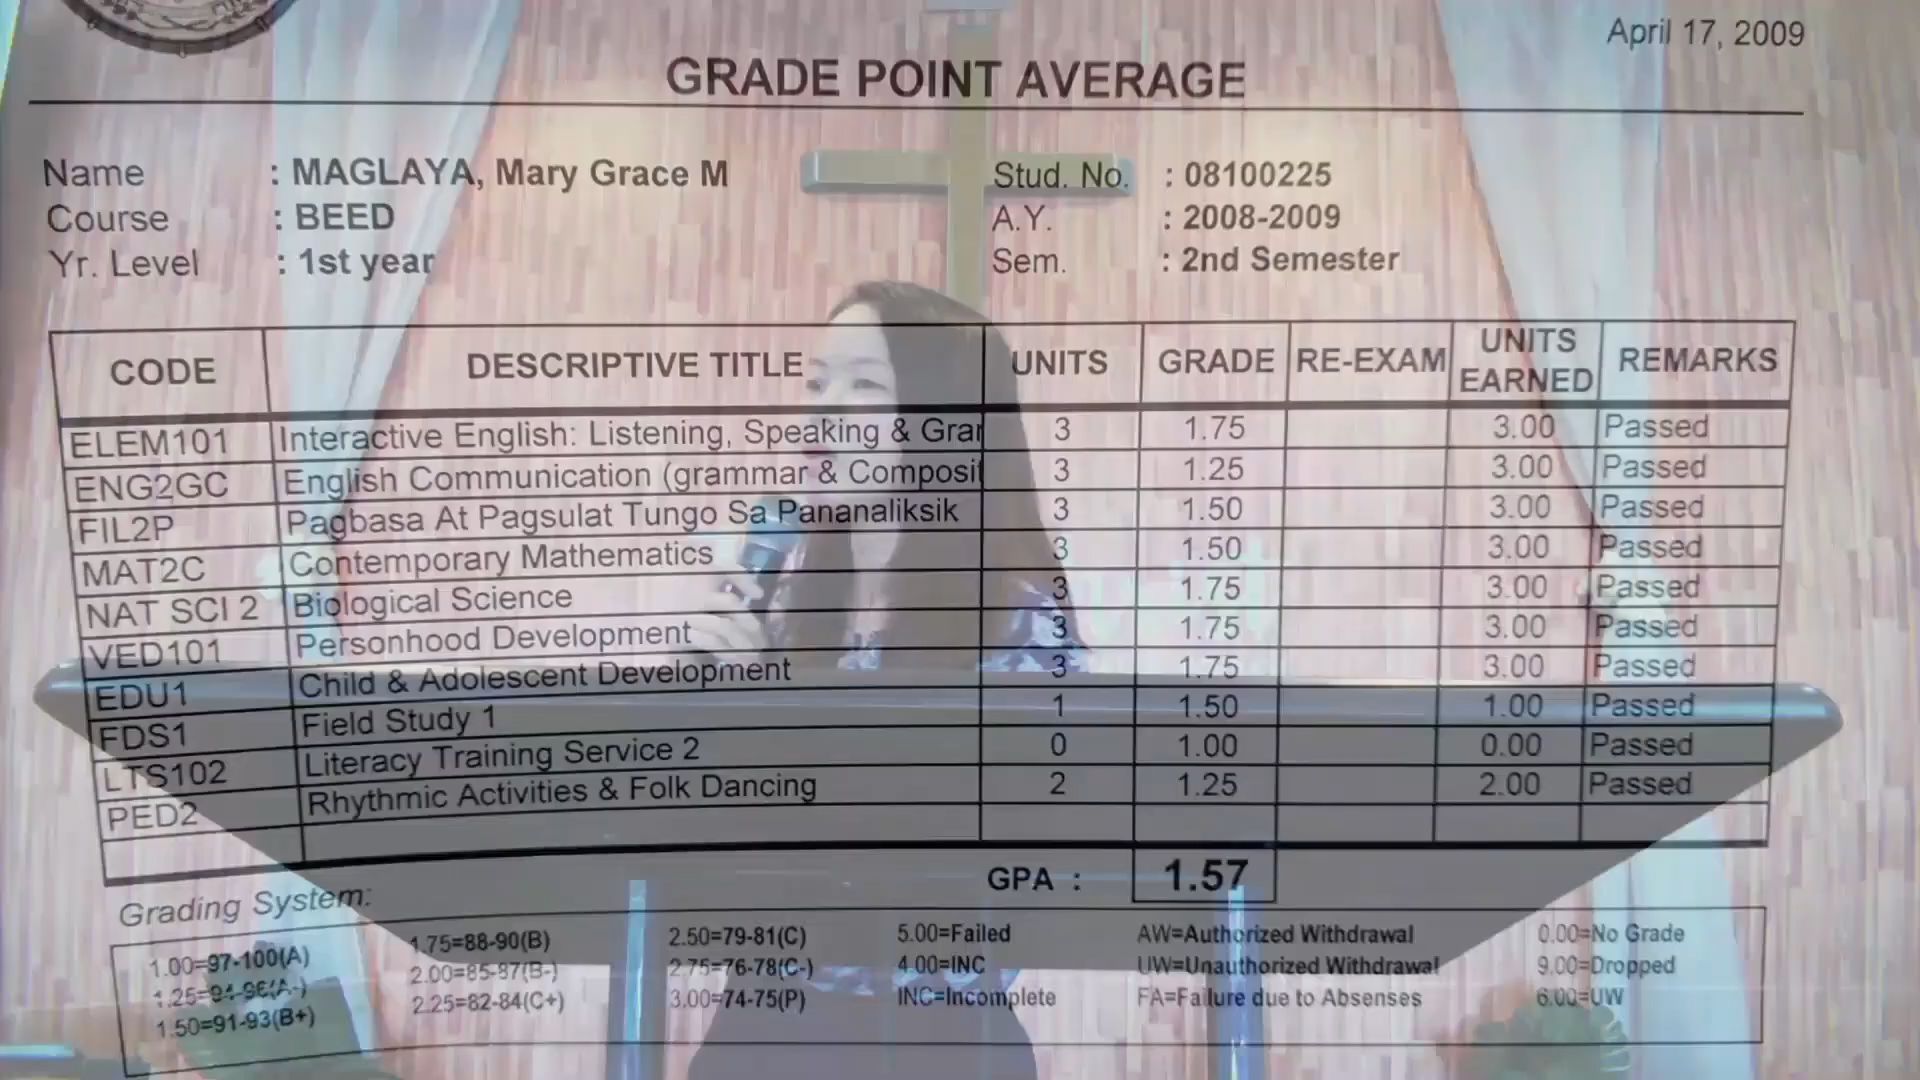 April 17, 2009
GRADE POINT AVERAGE
Name : MAGLAYA, Mary Grace M Stud. No. : 08100225
Course : BEED A.Y. : 2008-2009
Yr. Level : 1st year Sem. : 2nd Semester
CODE DESCRIPTIVE TITLE UNITS GRADE RE-EXAM UNITS EARNED REMARKS
ELEM101 Interactive English: Listening, Speaking & Gran 3 1.75 3.00 Passed
ENG2GC English Communication (grammar & Composit 3 1.25 3.00 Passed
FIL2P Pagbasa At Pagsulat Tungo Sa Pananaliksik 3 1.50 3.00 Passed
MAT2C Contemporary Mathematics 3 1.50 3.00 Passed
NAT SCI 2 Biological Science 3 1.75 3.00 Passed
VED101 Personhood Development 3 1.75 3.00 Passed
EDU1 Child & Adolescent Development 3 1.75 3.00 Passed
FDS1 Field Study 1 1 1.50 1.00 Passed
LTS102 Literacy Training Service 2 0 1.00 0.00 Passed
PED2 Rhythmic Activities & Folk Dancing 2 1.25 2.00 Passed
GPA : 1.57
Grading System:
1.00=97-100(A) 1.75=88-90(B) 2.50=79-81(C) 5.00=Failed AW=Authorized Withdrawal 0.00=No Grade
1.25=94-96(A-) 2.00=85-87(B-) 2.75=76-78(C-) 4.00=INC UW=Unauthorized Withdrawal 9.00=Dropped
1.50=91-93(B+) 2.25=82-84(C+) 3.00=74-75(P) INC=Incomplete FA=Failure due to Absenses 6.00=UW